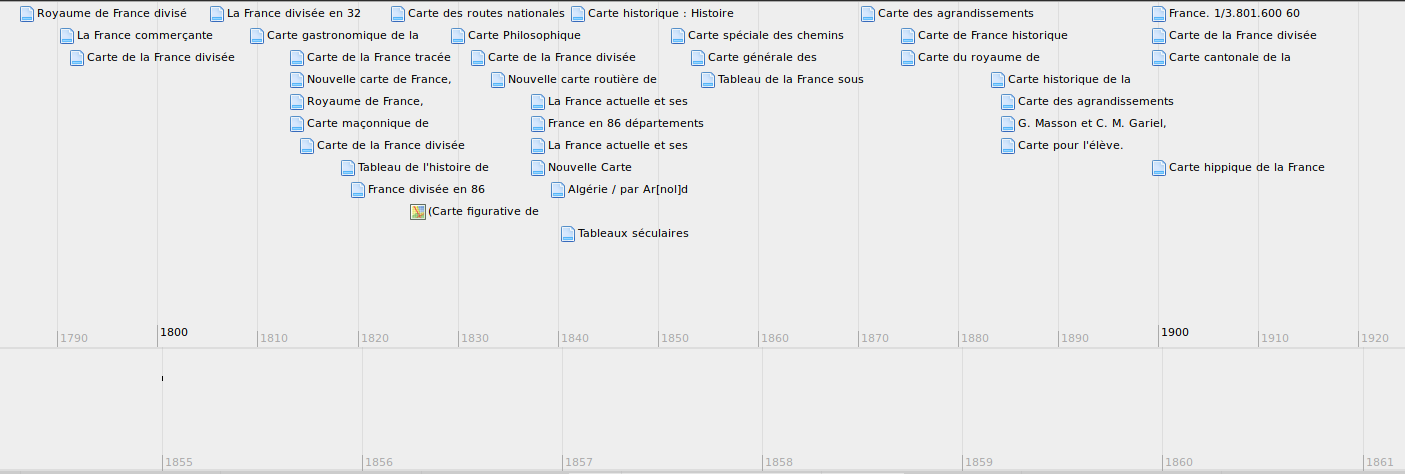 Royaume de France divisé
La France divisée en 32
Carte des routes nationales
Carte historique : Histoire
Carte des agrandissements
France. 1/3.801.600 60
La France commerçante
Carte gastronomique de la
Carte Philosophique
Carte spéciale des chemins
Carte de France historique
Carte de la France divisée
Carte de la France divisée
Carte de la France tracée
Carte de la France divisée
Carte générale des
Carte du royaume de
Carte cantonale de la
Nouvelle carte de France,
Nouvelle carte routière de
Tableau de la France sous
Carte historique de la
Royaume de France,
La France actuelle et ses
Carte des agrandissements
Carte maçonnique de
France en 86 départements
G. Masson et C. M. Gariel,
Carte de la France divisée
La France actuelle et ses
Carte pour l'élève.
Tableau de l'histoire de
Nouvelle Carte
Carte hippique de la France
France divisée en 86
Algérie / par Ar[nol]d
(Carte figurative de
Tableaux séculaires
1790 1800 1810 1820 1830 1840 1850 1860 1870 1880 1890 1900 1910 1920
1855 1856 1857 1858 1859 1860 1861